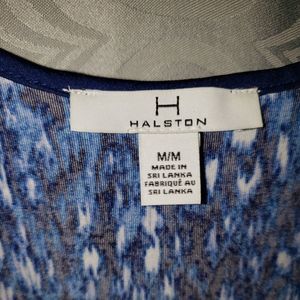 H
HALSTON
M/M
MADE IN
SRI LANKA
FABRIQUÉ AU
SRI LANKA